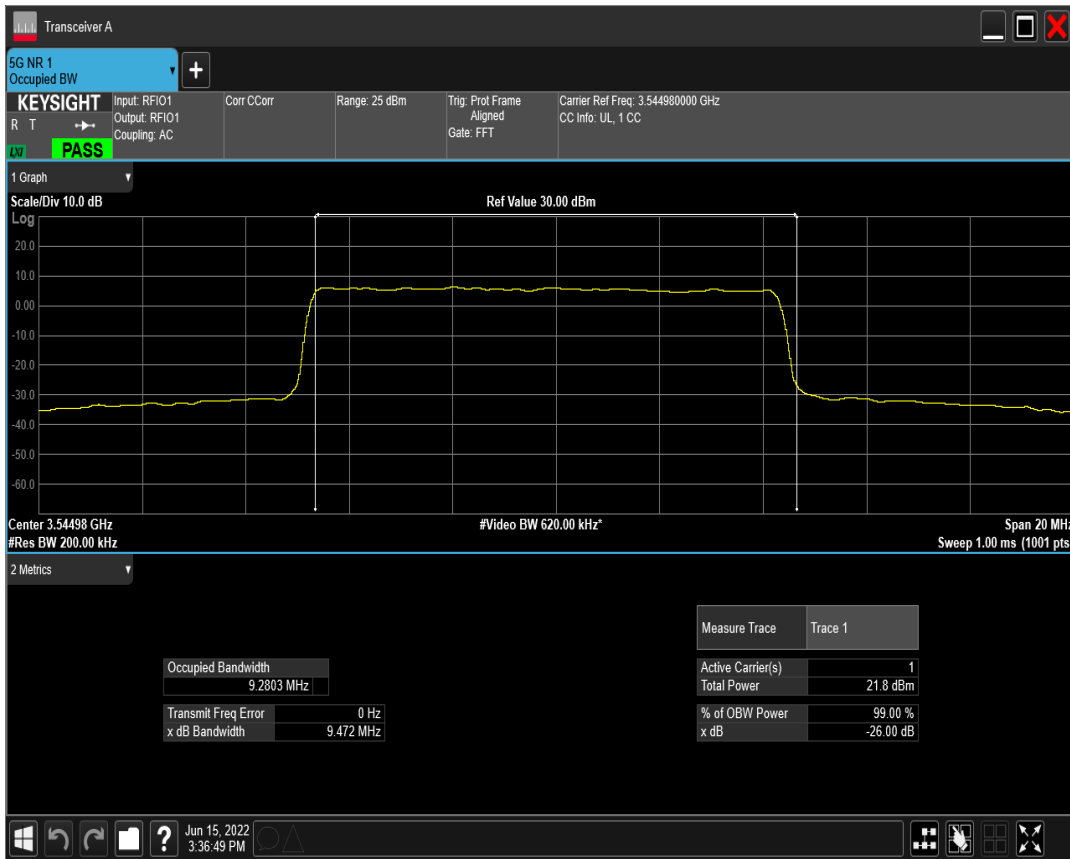 Transceiver A
5G NR 1
Occupied BW
KEYSIGHT
R T
LXI
PASS
Input: RFIO1
Output: RFIO1
Coupling: AC
Corr CCorr
Range: 25 dBm
Trig: Prot Frame
Aligned
Gate: FFT
Carrier Ref Freq: 3.544980000 GHz
CC Info: UL, 1 CC
1 Graph
Scale/Div 10.0 dB
Ref Value 30.00 dBm
Log
20.0
10.0
0.00
-10.0
-20.0
-30.0
-40.0
-50.0
-60.0
Center 3.54498 GHz
#Video BW 620.00 kHz*
Span 20 MHz
#Res BW 200.00 kHz
Sweep 1.00 ms (1001 pts
2 Metrics
Measure Trace Trace 1
Occupied Bandwidth
9.2803 MHz
Active Carrier(s) 1
Total Power 21.8 dBm
Transmit Freq Error 0 Hz
x dB Bandwidth 9.472 MHz
% of OBW Power 99.00 %
x dB -26.00 dB
?
Jun 15, 2022
3:36:49 PM